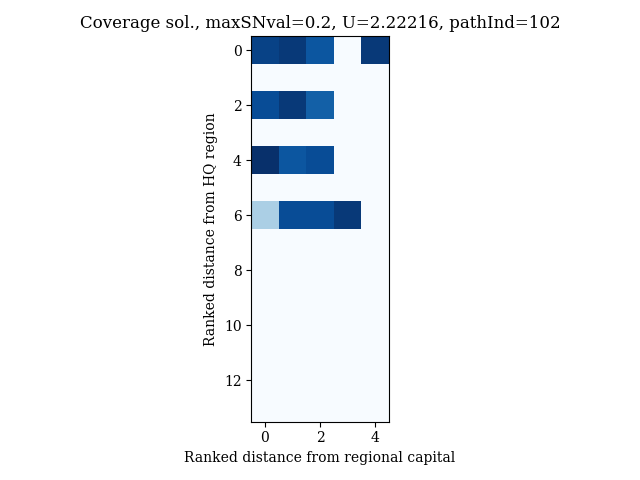 Coverage sol., maxSNval=0.2, U=2.22216, pathInd=102
Ranked distance from HQ region
0
2
4
6
8
10
12
0 2 4
Ranked distance from regional capital